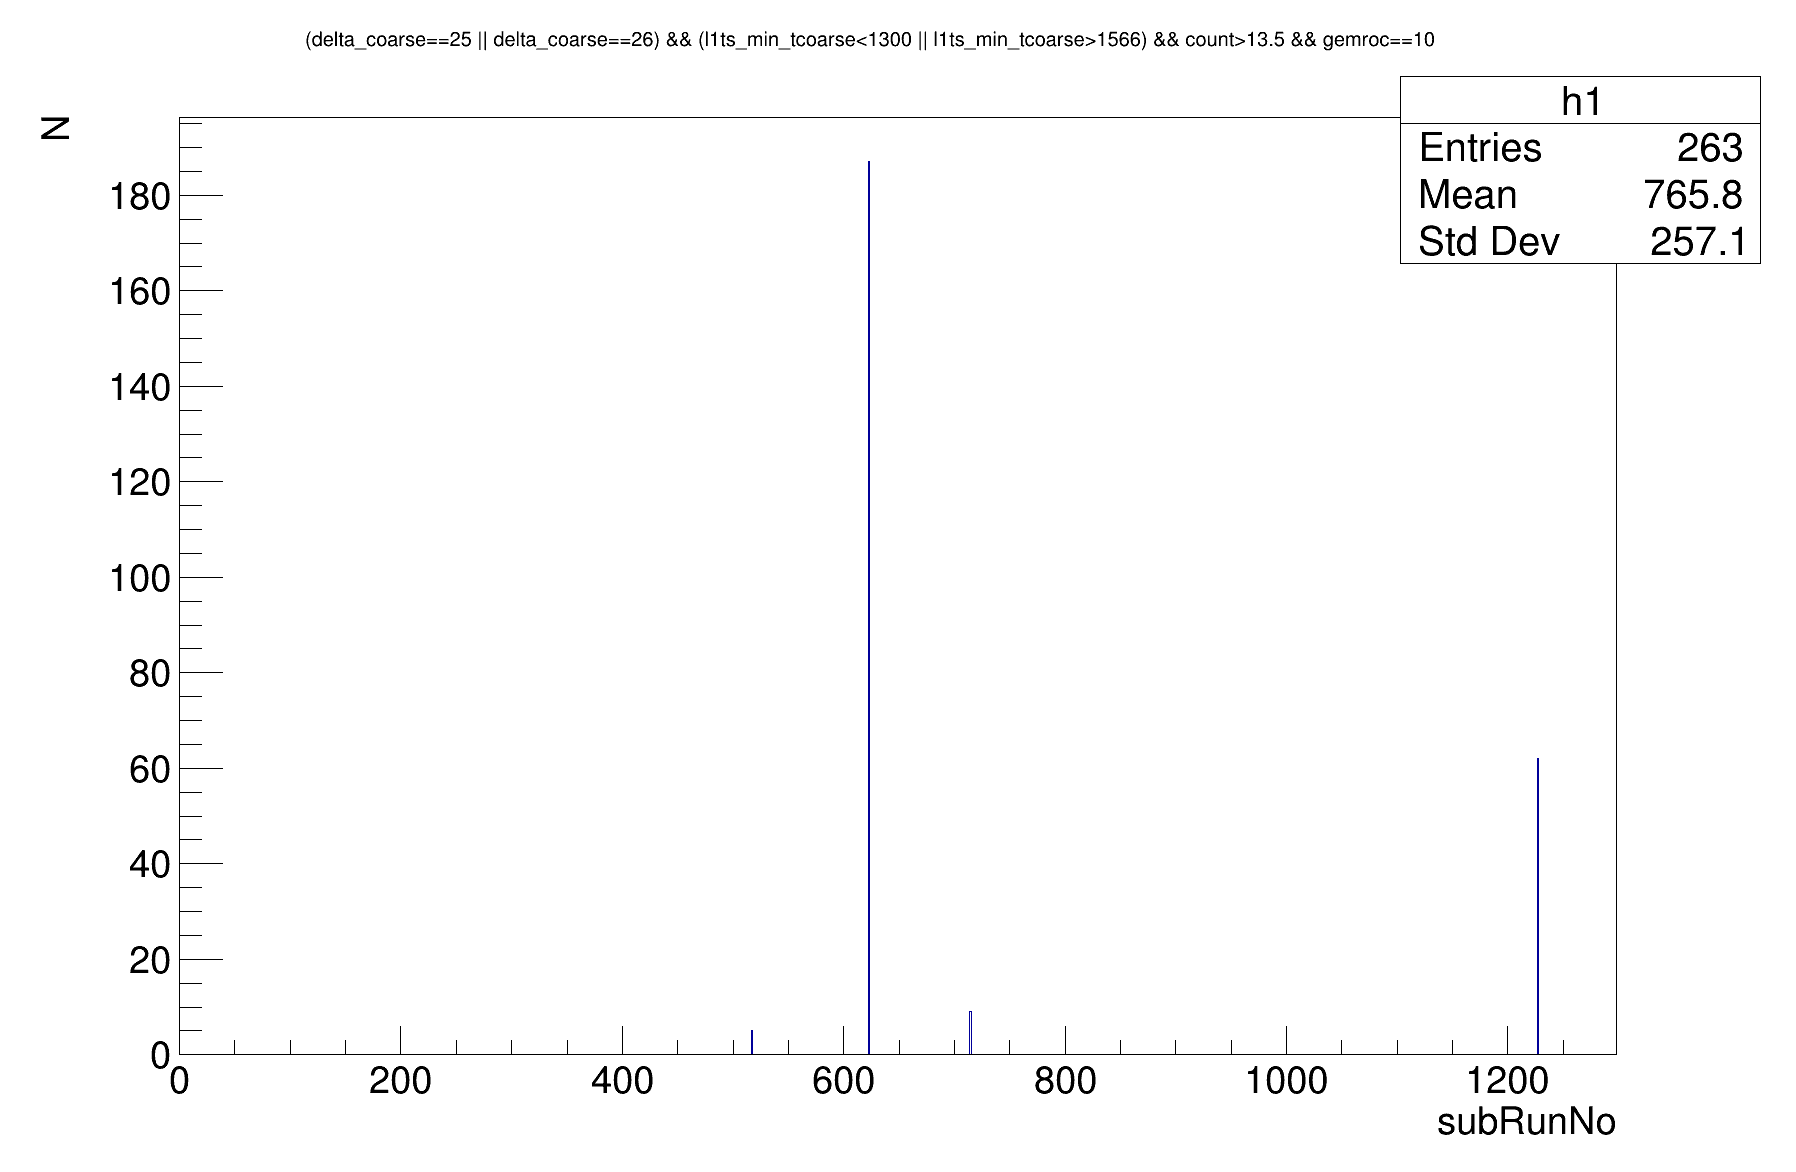 (delta_coarse==25 || delta_coarse==26) && (l1ts_min_tcoarse<1300 || l1ts_min_tcoarse>1566) && count>13.5 && gemroc==10
h1
Entries 263
Mean 765.8
Std Dev 257.1
N
180
160
140
120
100
80
60
40
20
0
0 200 400 600 800 1000 1200
subRunNo